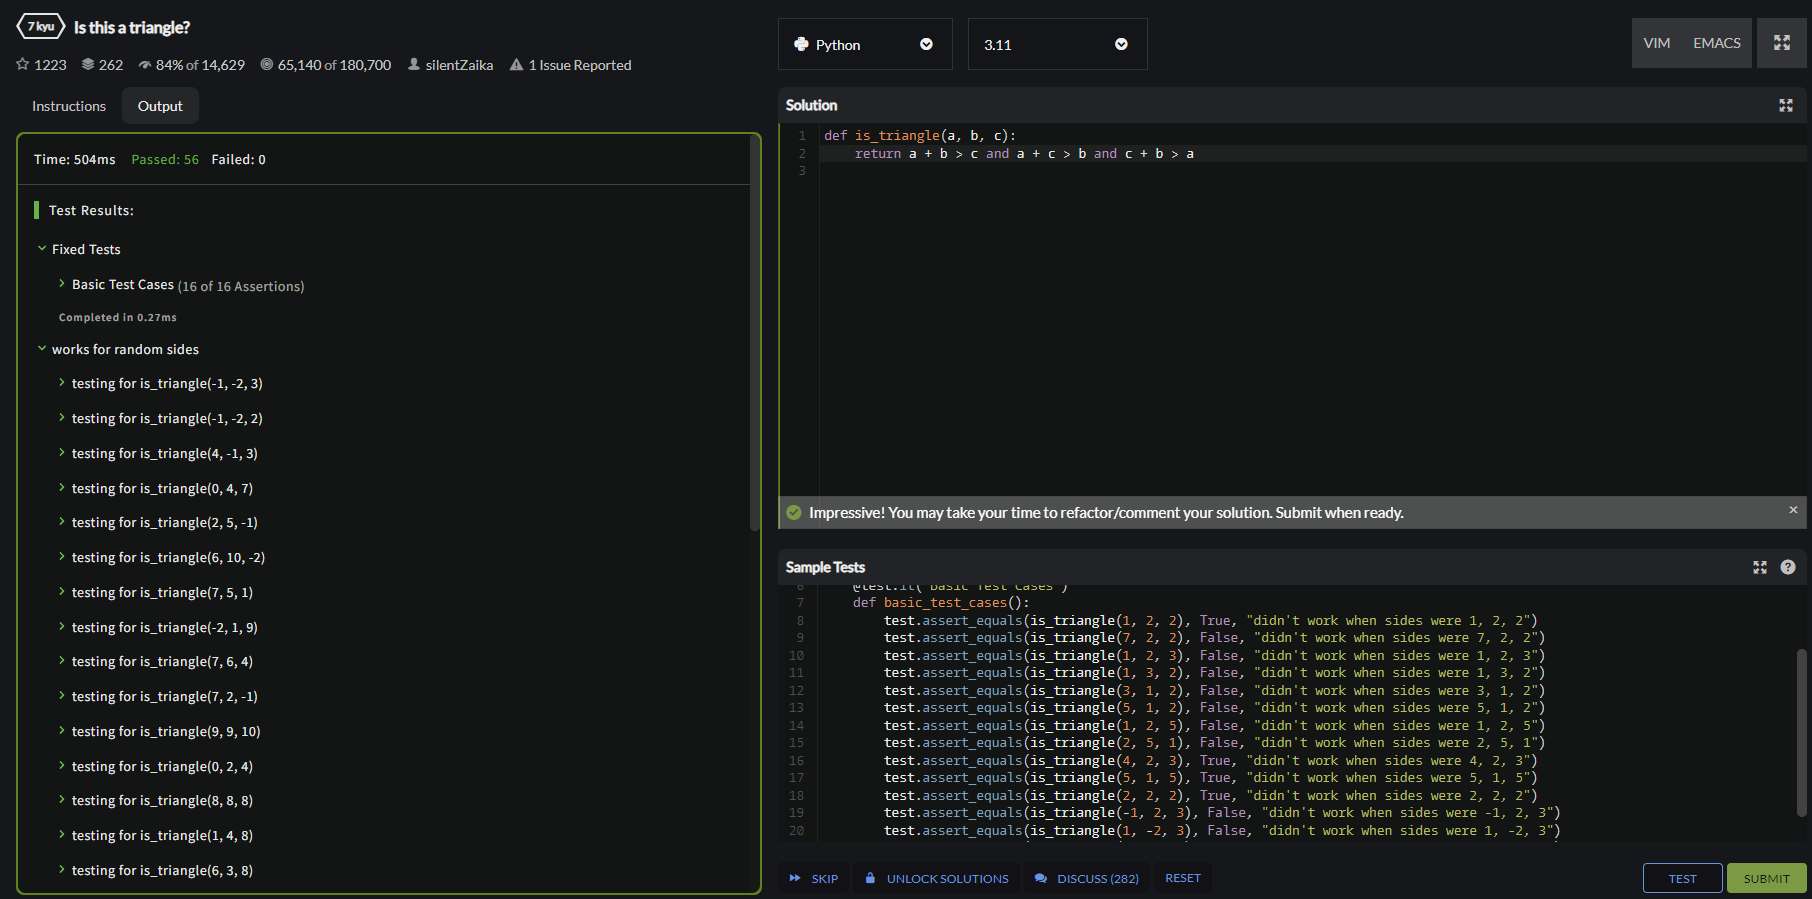 7 kyu Is this a triangle?
1223 262 84% of 14,629 65,140 of 180,700 silentZaika 1 Issue Reported
Instructions Output
Time: 504ms Passed: 56 Failed: 0
Test Results:
Fixed Tests
Basic Test Cases (16 of 16 Assertions)
Completed in 0.27ms
works for random sides
testing for is_triangle(-1, -2, 3)
testing for is_triangle(-1, -2, 2)
testing for is_triangle(4, -1, 3)
testing for is_triangle(0, 4, 7)
testing for is_triangle(2, 5, -1)
testing for is_triangle(6, 10, -2)
testing for is_triangle(7, 5, 1)
testing for is_triangle(-2, 1, 9)
testing for is_triangle(7, 6, 4)
testing for is_triangle(7, 2, -1)
testing for is_triangle(9, 9, 10)
testing for is_triangle(0, 2, 4)
testing for is_triangle(8, 8, 8)
testing for is_triangle(1, 4, 8)
testing for is_triangle(6, 3, 8)
Python 3.11 VIM EMACS
Solution
1 def is_triangle(a, b, c):
2 return a + b > c and a + c > b and c + b > a
3
Impressive! You may take your time to refactor/comment your solution. Submit when ready. ×
Sample Tests ?
6 @test.it("Basic Test Cases")
7 def basic_test_cases():
8 test.assert_equals(is_triangle(1, 2, 2), True, "didn't work when sides were 1, 2, 2")
9 test.assert_equals(is_triangle(7, 2, 2), False, "didn't work when sides were 7, 2, 2")
10 test.assert_equals(is_triangle(1, 2, 3), False, "didn't work when sides were 1, 2, 3")
11 test.assert_equals(is_triangle(1, 3, 2), False, "didn't work when sides were 1, 3, 2")
12 test.assert_equals(is_triangle(3, 1, 2), False, "didn't work when sides were 3, 1, 2")
13 test.assert_equals(is_triangle(5, 1, 2), False, "didn't work when sides were 5, 1, 2")
14 test.assert_equals(is_triangle(1, 2, 5), False, "didn't work when sides were 1, 2, 5")
15 test.assert_equals(is_triangle(2, 5, 1), False, "didn't work when sides were 2, 5, 1")
16 test.assert_equals(is_triangle(4, 2, 3), True, "didn't work when sides were 4, 2, 3")
17 test.assert_equals(is_triangle(5, 1, 5), True, "didn't work when sides were 5, 1, 5")
18 test.assert_equals(is_triangle(2, 2, 2), True, "didn't work when sides were 2, 2, 2")
19 test.assert_equals(is_triangle(-1, 2, 3), False, "didn't work when sides were -1, 2, 3")
20 test.assert_equals(is_triangle(1, -2, 3), False, "didn't work when sides were 1, -2, 3")
SKIP UNLOCK SOLUTIONS DISCUSS (282) RESET TEST SUBMIT